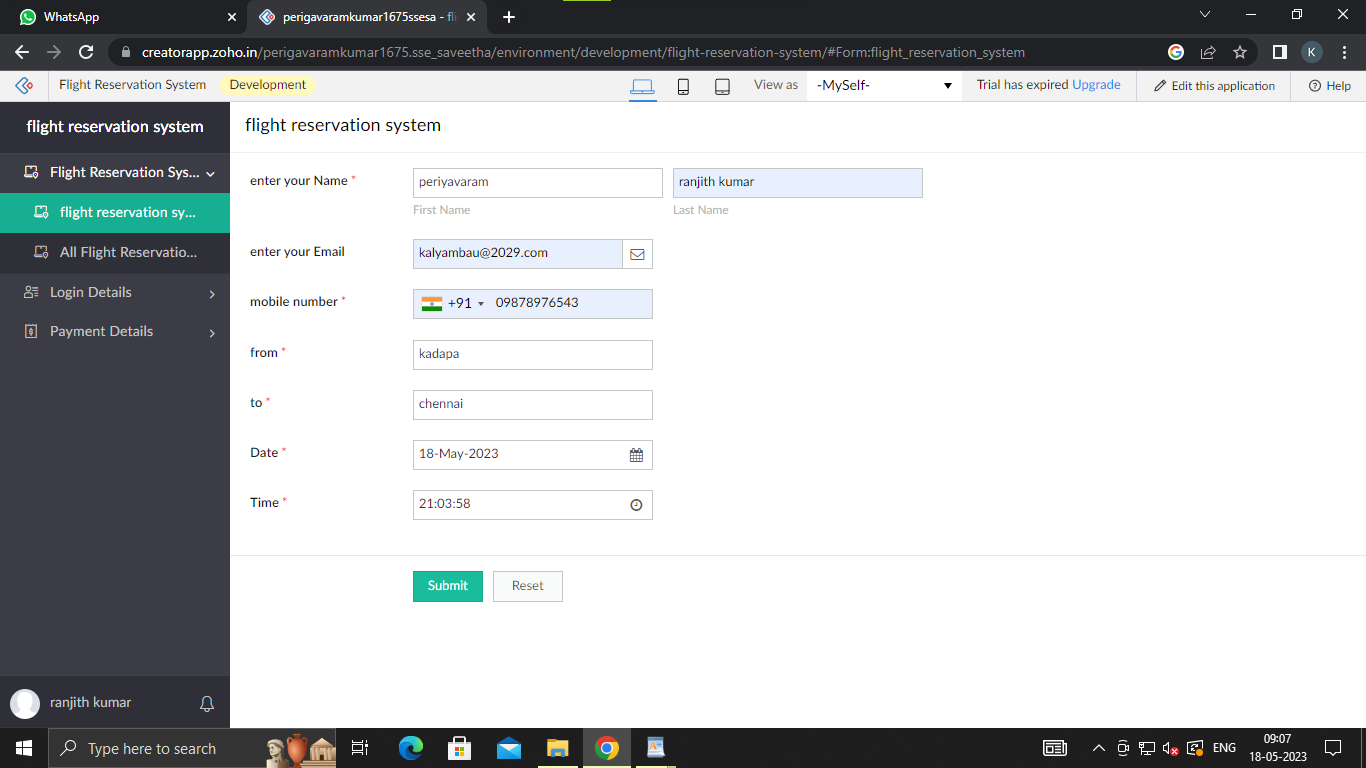 WhatsApp
perigavaramkumar1675ssesa - fli
creatorapp.zoho.in/perigavaramkumar1675.sse_saveetha/environment/development/flight-reservation-system/#Form:flight_reservation_system
K
Flight Reservation System
Development
View as
-MySelf-
Trial has expired Upgrade
Edit this application
Help
flight reservation system
Flight Reservation Sys...
flight reservation sy...
All Flight Reservatio...
Login Details
Payment Details
ranjith kumar
flight reservation system
enter your Name *
periyavaram
ranjith kumar
First Name
Last Name
enter your Email
kalyambau@2029.com
mobile number *
+91
09878976543
from *
kadapa
to *
chennai
Date *
18-May-2023
Time *
21:03:58
Submit
Reset
Type here to search
ENG
09:07
18-05-2023